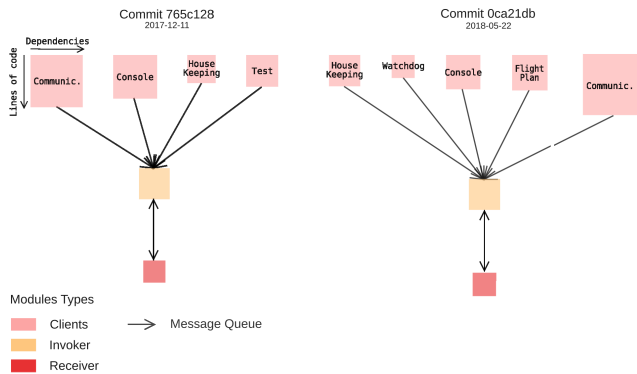 Commit 765c128
2017-12-11
Commit 0ca21db
2018-05-22
Dependencies
Lines of code
Communic.
Console
House
Keeping
Test
House
Keeping
Watchdog
Console
Flight
Plan
Communic.
Modules Types
Clients
Message Queue
Invoker
Receiver